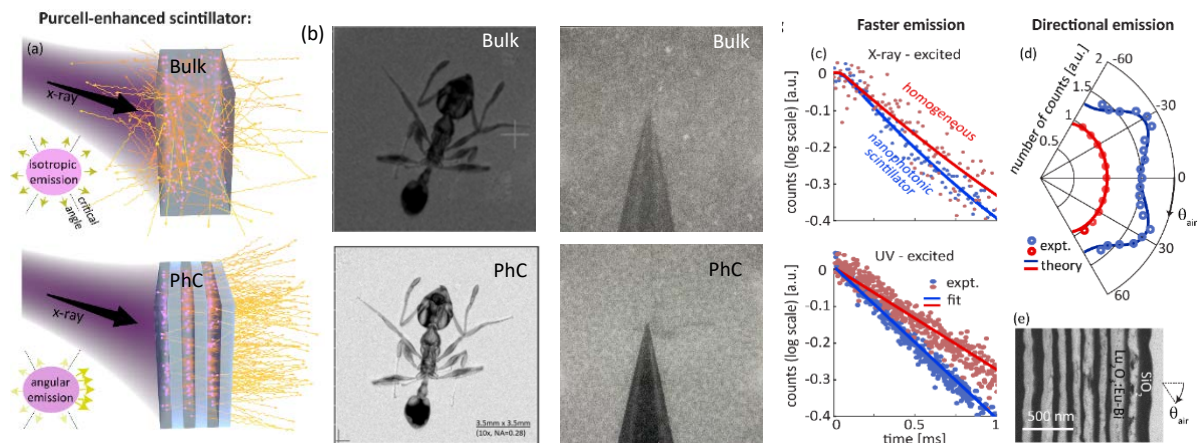 Purcell-enhanced scintillator:
(a)
Bulk
x-ray
isotropic
emission
critical
angle
PhC
x-ray
angular
emission
(b)
Bulk
Bulk
PhC
3.5mm x 3.5mm
(10x, NA=0.28)
PhC
Faster emission
(c)
X-ray - excited
0
-0.1
-0.2
-0.3
-0.4
counts (log scale) [a.u.]
homogeneous
nanophotonic
scintillator
UV - excited
0
-0.1
-0.2
-0.3
-0.4
counts (log scale) [a.u.]
expt.
fit
0
0.5
1
time [ms]
Directional emission
(d)
number of counts [a.u.]
2
1.5
1
0.5
-60
-30
0
30
60
θair
expt.
theory
(e)
500 nm
SiO2
θair